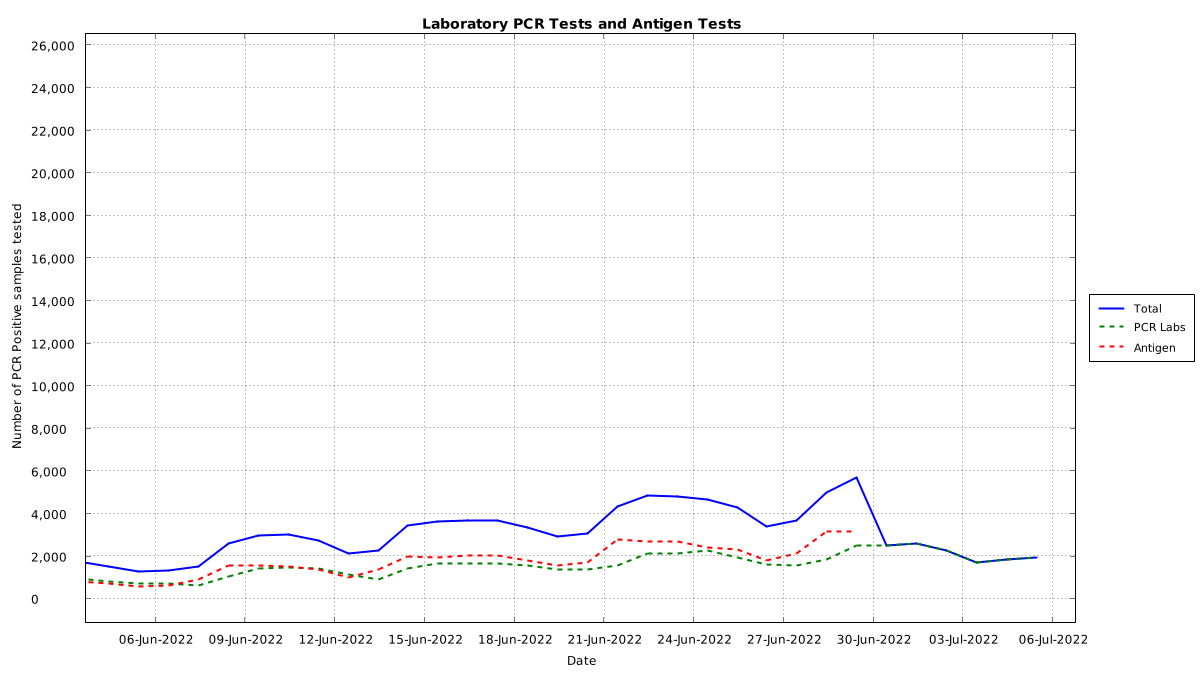 Laboratory PCR Tests and Antigen Tests
26,000
24,000
22,000
20,000
18,000
16,000
14,000
12,000
10,000
8,000
6,000
4,000
2,000
0
Number of PCR Positive samples tested
06-Jun-2022 09-Jun-2022 12-Jun-2022 15-Jun-2022 18-Jun-2022 21-Jun-2022 24-Jun-2022 27-Jun-2022 30-Jun-2022 03-Jul-2022 06-Jul-2022
Date
Total
PCR Labs
Antigen